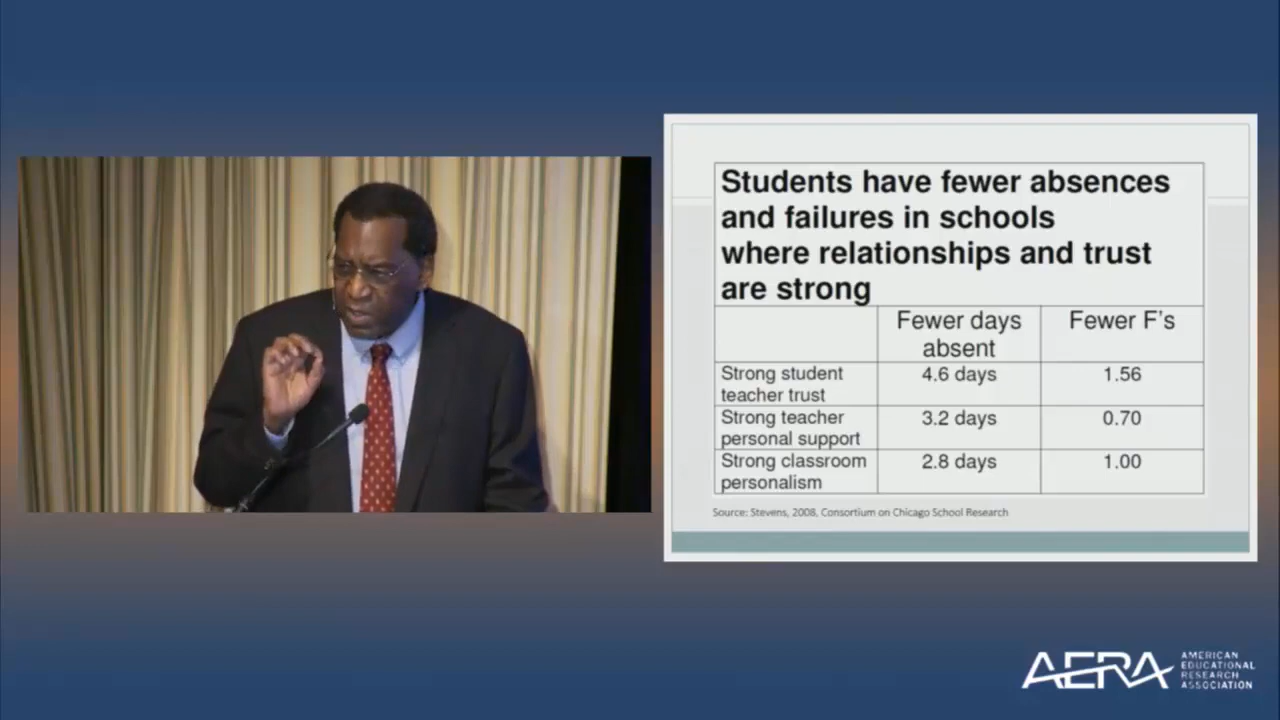 Students have fewer absences
and failures in schools
where relationships and trust
are strong
Fewer days
absent
Fewer F's
Strong student
teacher trust
4.6 days
1.56
Strong teacher
personal support
3.2 days
0.70
Strong classroom
personalism
2.8 days
1.00
Source: Stevens, 2008, Consortium on Chicago School Research
AERA
AMERICAN
EDUCATIONAL
RESEARCH
ASSOCIATION